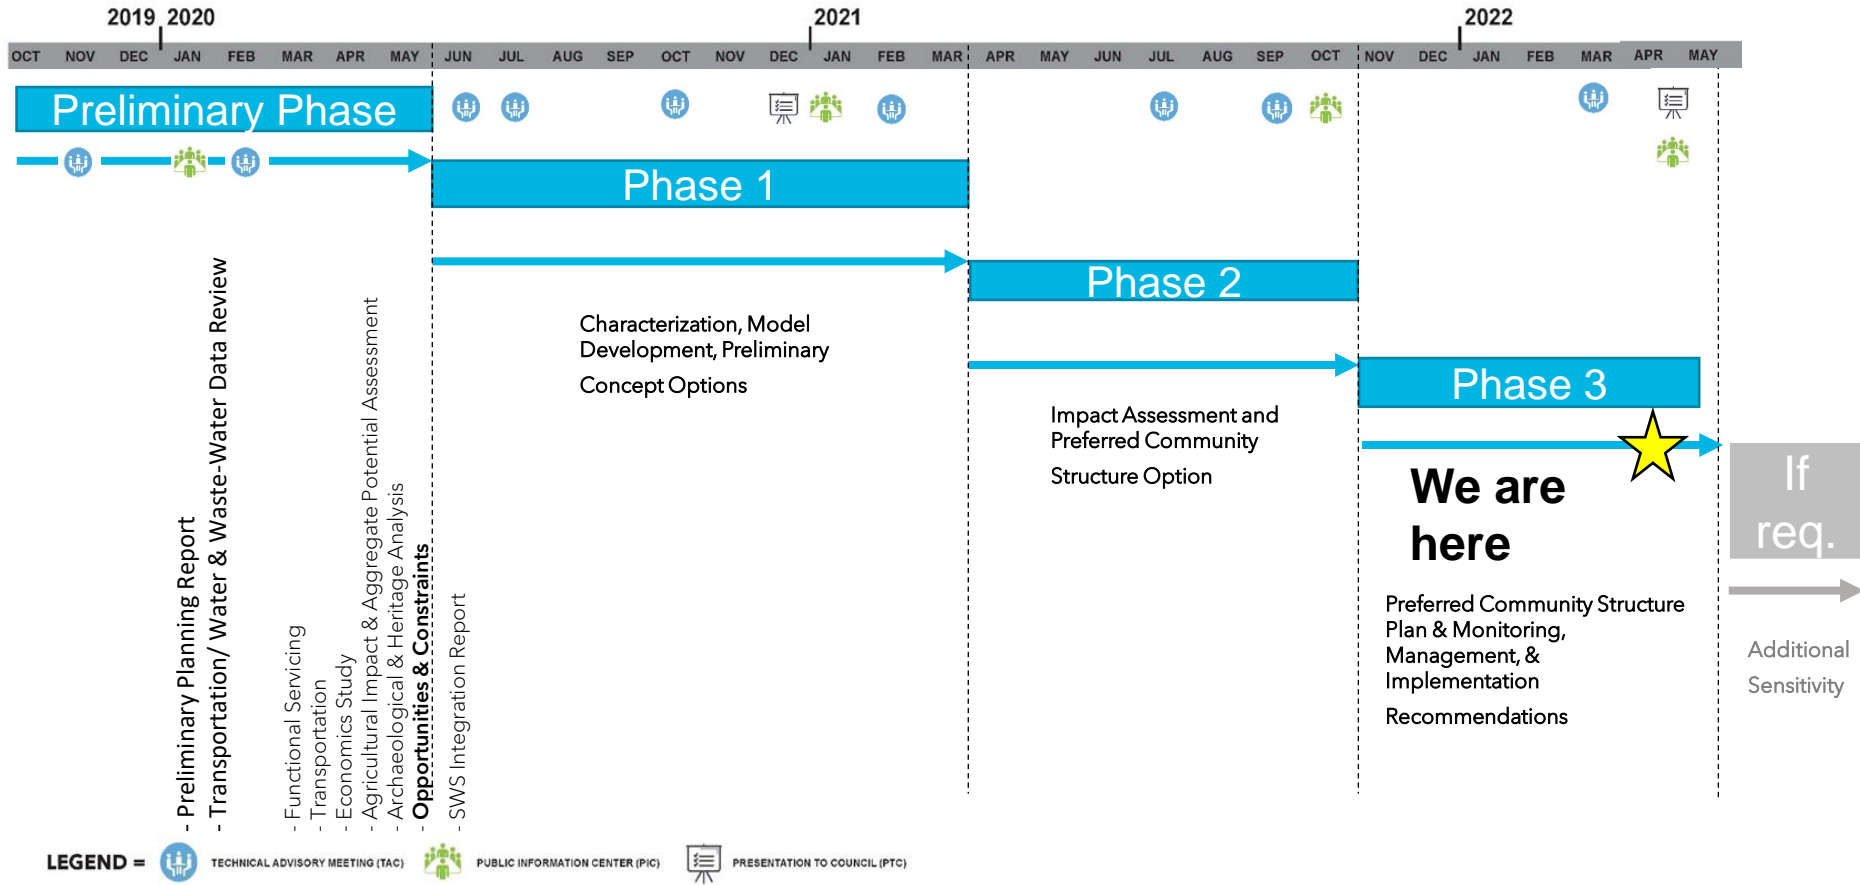 2019 2020 2021 2022
OCT NOV DEC JAN FEB MAR APR MAY JUN JUL AUG SEP OCT NOV DEC JAN FEB MAR APR MAY JUN JUL AUG SEP OCT NOV DEC JAN FEB MAR APR MAY
Preliminary Phase
Phase 1
Phase 2
Phase 3
- Preliminary Planning Report
- Transportation/ Water & Waste-Water Data Review
- Functional Servicing
- Transportation
- Economics Study
- Agricultural Impact & Aggregate Potential Assessment
- Archaeological & Heritage Analysis
- Opportunities & Constraints
- SWS Integration Report
Characterization, Model
Development, Preliminary
Concept Options
Impact Assessment and
Preferred Community
Structure Option
We are
here
Preferred Community Structure
Plan & Monitoring,
Management, &
Implementation
Recommendations
If
req.
Additional
Sensitivity
LEGEND = TECHNICAL ADVISORY MEETING (TAC) PUBLIC INFORMATION CENTER (PIC) PRESENTATION TO COUNCIL (PTC)